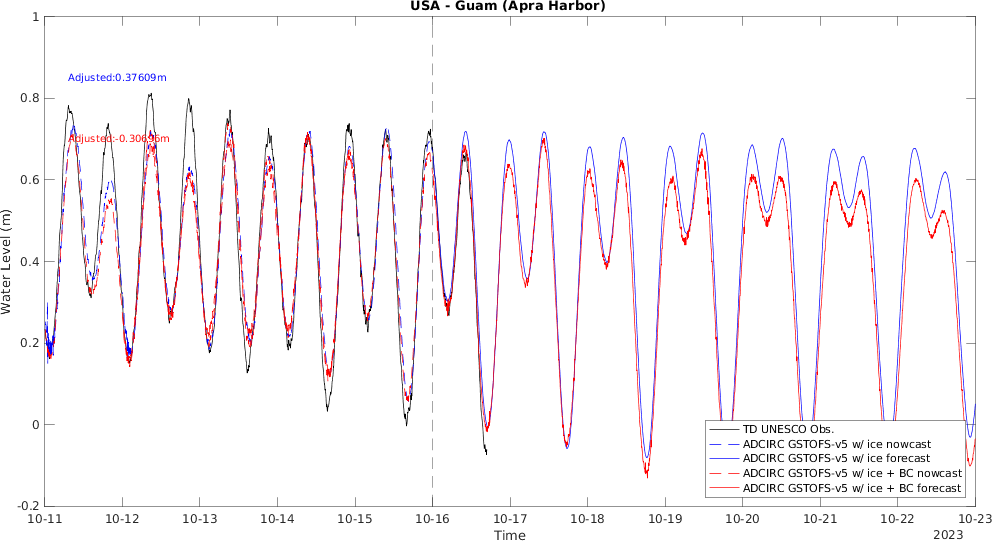 USA - Guam (Apra Harbor)
1
0.8
0.6
0.4
0.2
0
-0.2
Water Level (m)
Adjusted:0.37609m
TD UNESCO Obs.
ADCIRC GSTOFS-v5 w/ ice nowcast
ADCIRC GSTOFS-v5 w/ ice forecast
ADCIRC GSTOFS-v5 w/ ice + BC nowcast
ADCIRC GSTOFS-v5 w/ ice + BC forecast
10-11 10-12 10-13 10-14 10-15 10-16 10-17 10-18 10-19 10-20 10-21 10-22 10-23
Time
2023